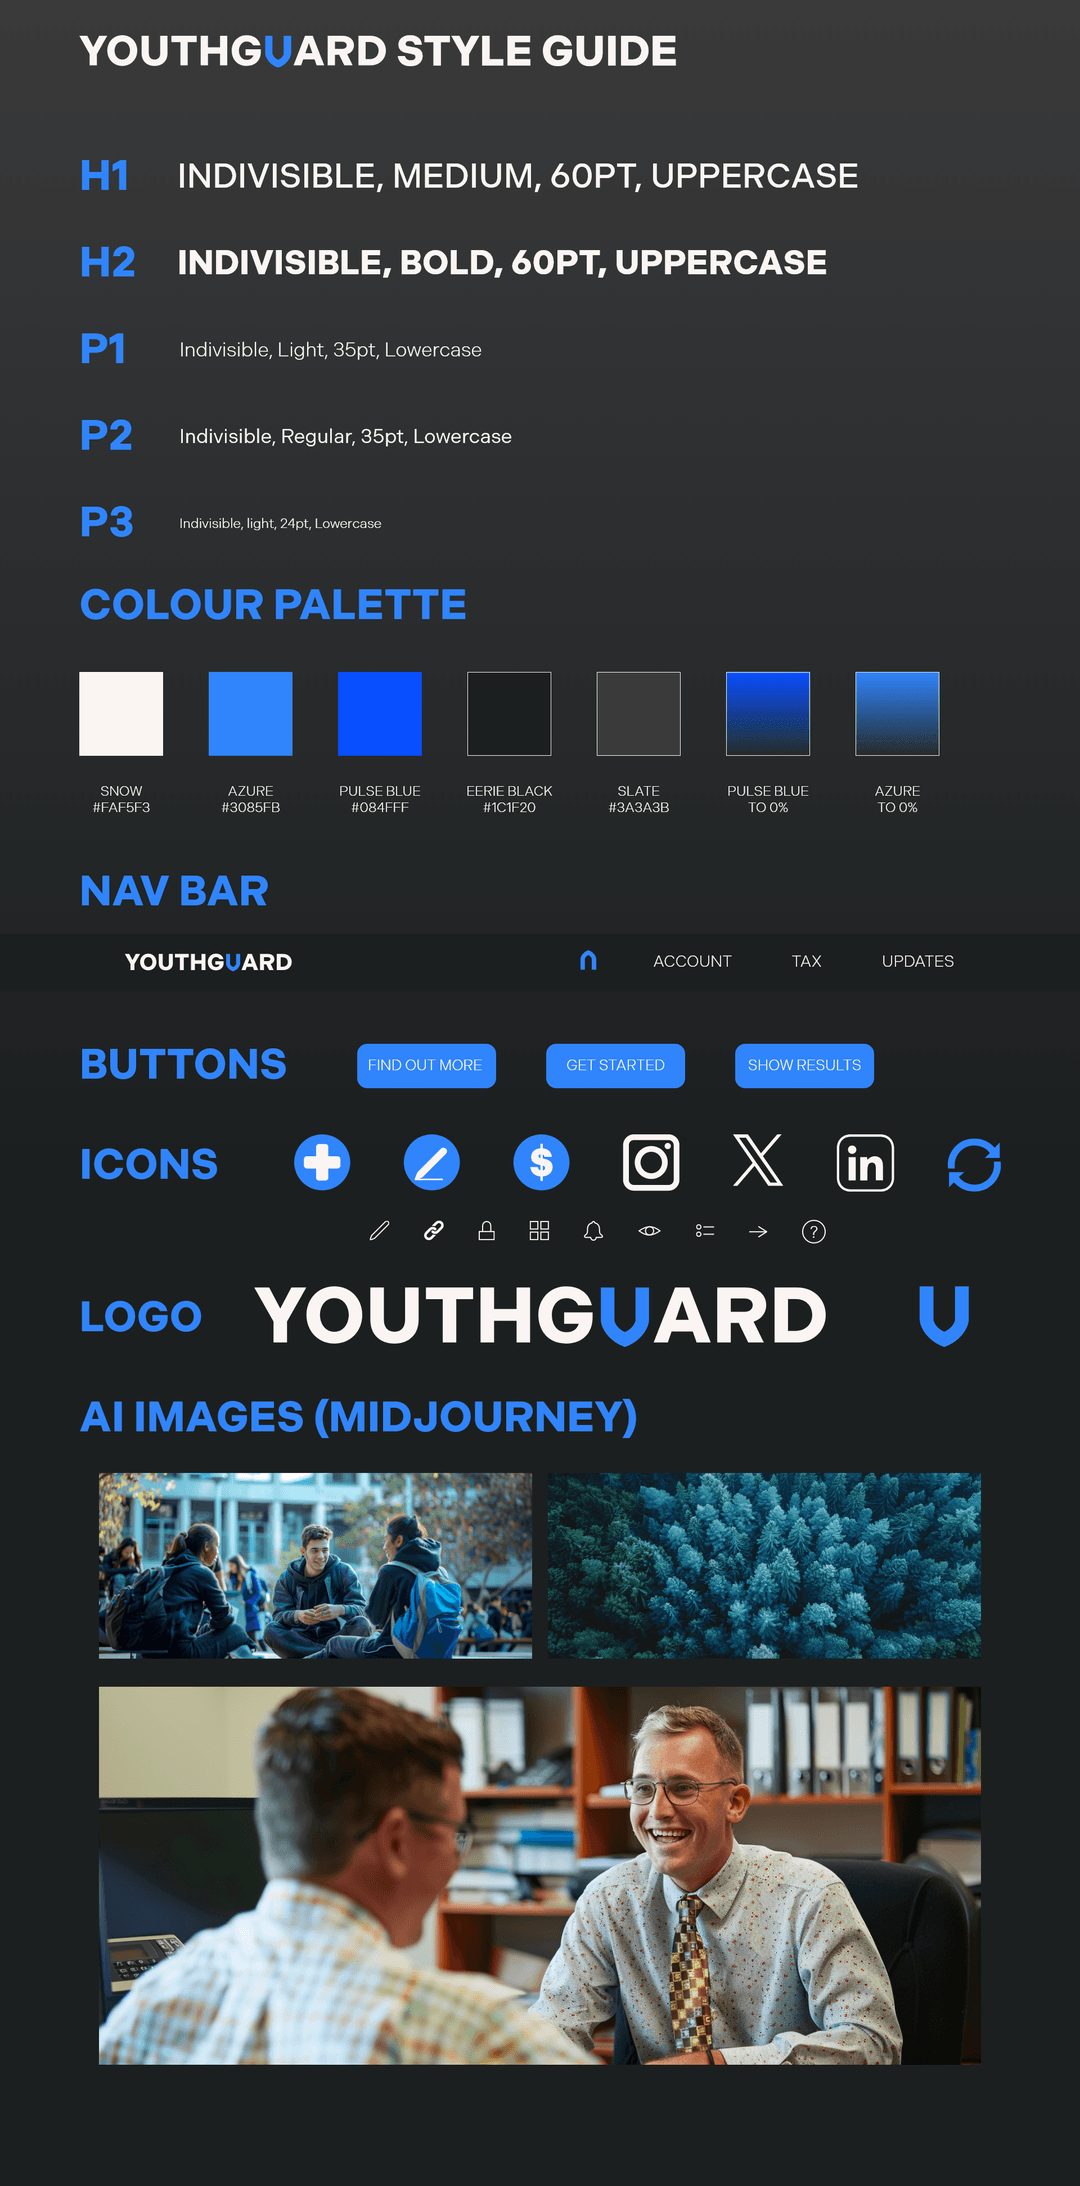 YOUTHGUARD STYLE GUIDE
H1 INDIVISIBLE, MEDIUM, 60PT, UPPERCASE
H2 INDIVISIBLE, BOLD, 60PT, UPPERCASE
P1 Indivisible, Light, 35pt, Lowercase
P2 Indivisible, Regular, 35pt, Lowercase
P3 Indivisible, light, 24pt, Lowercase
COLOUR PALETTE
SNOW
#FAF5F3
AZURE
#3085FB
PULSE BLUE
#084FFF
EERIE BLACK
#1C1F20
SLATE
#3A3A3B
PULSE BLUE
TO 0%
AZURE
TO 0%
NAV BAR
YOUTHGUARD ACCOUNT TAX UPDATES
BUTTONS FIND OUT MORE GET STARTED SHOW RESULTS
ICONS $ X in
?
LOGO YOUTHGUARD U
AI IMAGES (MIDJOURNEY)